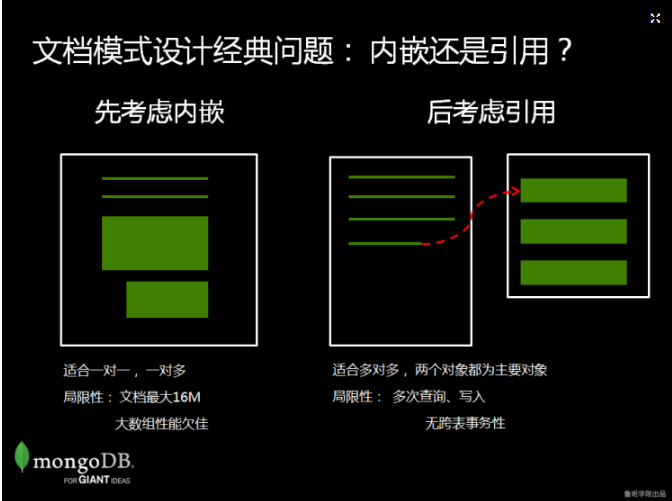 文档模式设计经典问题：内嵌还是引用？
先考虑内嵌
后考虑引用
适合一对一，一对多
局限性：文档最大16M
大数组性能欠佳
适合多对多，两个对象都为主要对象
局限性：多次查询、写入
无跨表事务性
mongoDB.
FOR GIANT IDEAS
鲁班学院出品